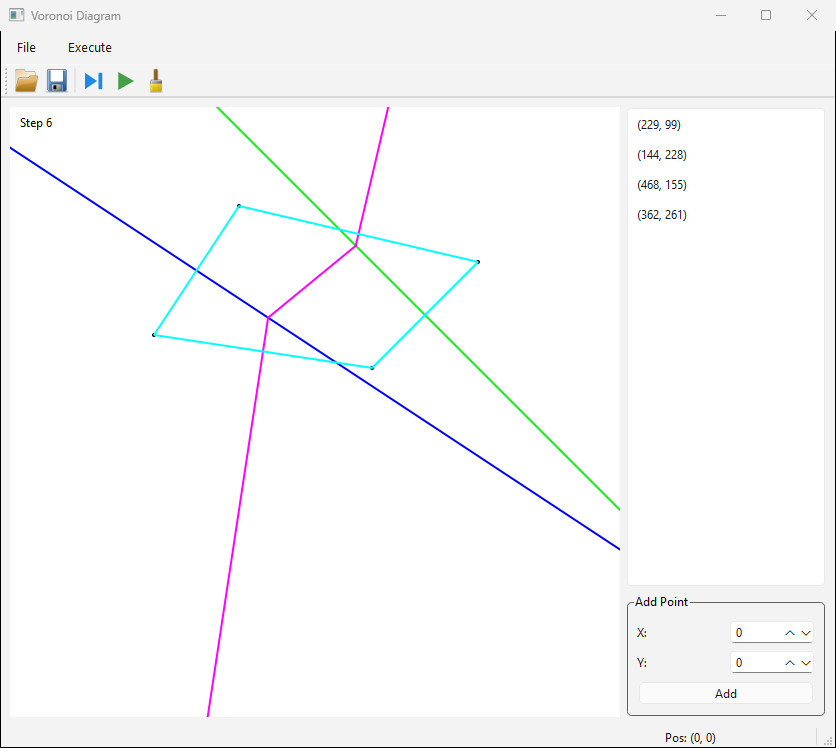 Voronoi Diagram
File Execute
Step 6
(229, 99)
(144, 228)
(468, 155)
(362, 261)
Add Point
X: 0
Y: 0
Add
Pos: (0, 0)